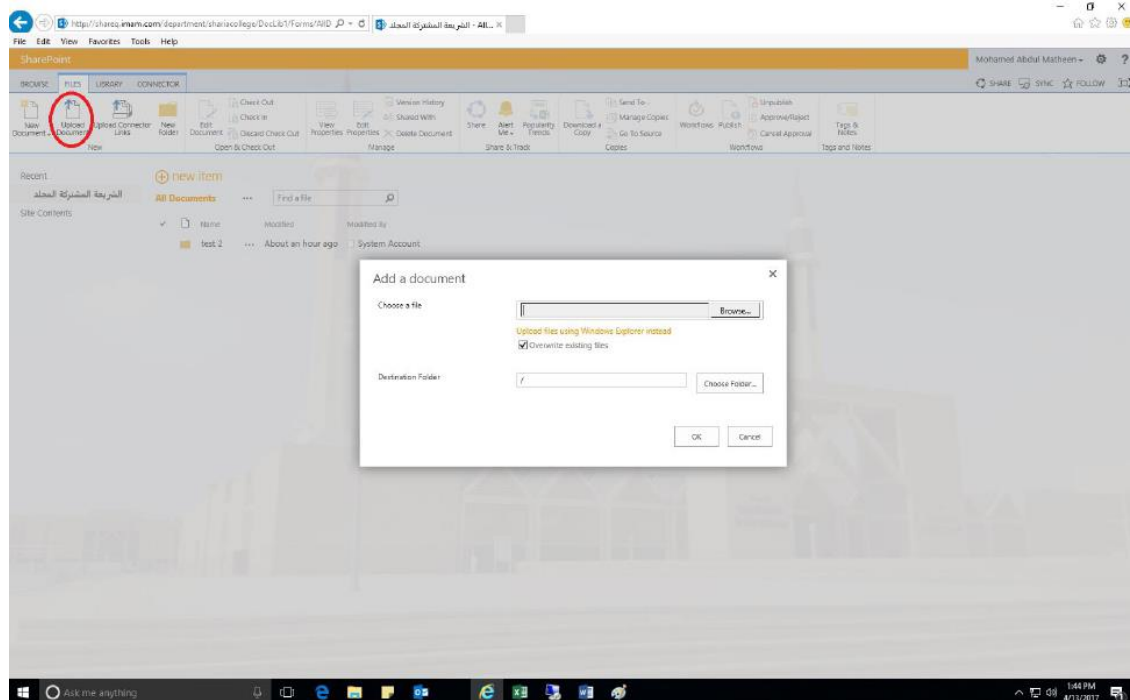 http://shareq.imam.com/department/shariacollege/DocLib1/Forms/AllD
الشريعة المشتركة المجلد - All...
File Edit View Favorites Tools Help
SharePoint
Mohamed Abdul Matheen
BROWSE FILES LIBRARY CONNECTOR
SHARE SYNC FOLLOW
New Document
Upload Document
Upload Connector Links
New Folder
New
Edit Document
Check Out
Check In
Discard Check Out
Open & Check Out
View Properties
Edit Properties
Version History
Shared With
Delete Document
Manage
Share
Alert Me
Popularity Trends
Share & Track
Download a Copy
Send To
Manage Copies
Go To Source
Copies
Workflows
Publish
Unpublish
Approve/Reject
Cancel Approval
Workflows
Tags & Notes
Tags and Notes
Recent
الشريعة المشتركة المجلد
Site Contents
new item
All Documents ... Find a file
Name Modified Modified By
test 2 ... About an hour ago System Account
Add a document
Choose a file
Browse...
Upload files using Windows Explorer instead
Overwrite existing files
Destination Folder
/
Choose Folder...
OK Cancel
Ask me anything
1:44 PM
4/13/2017